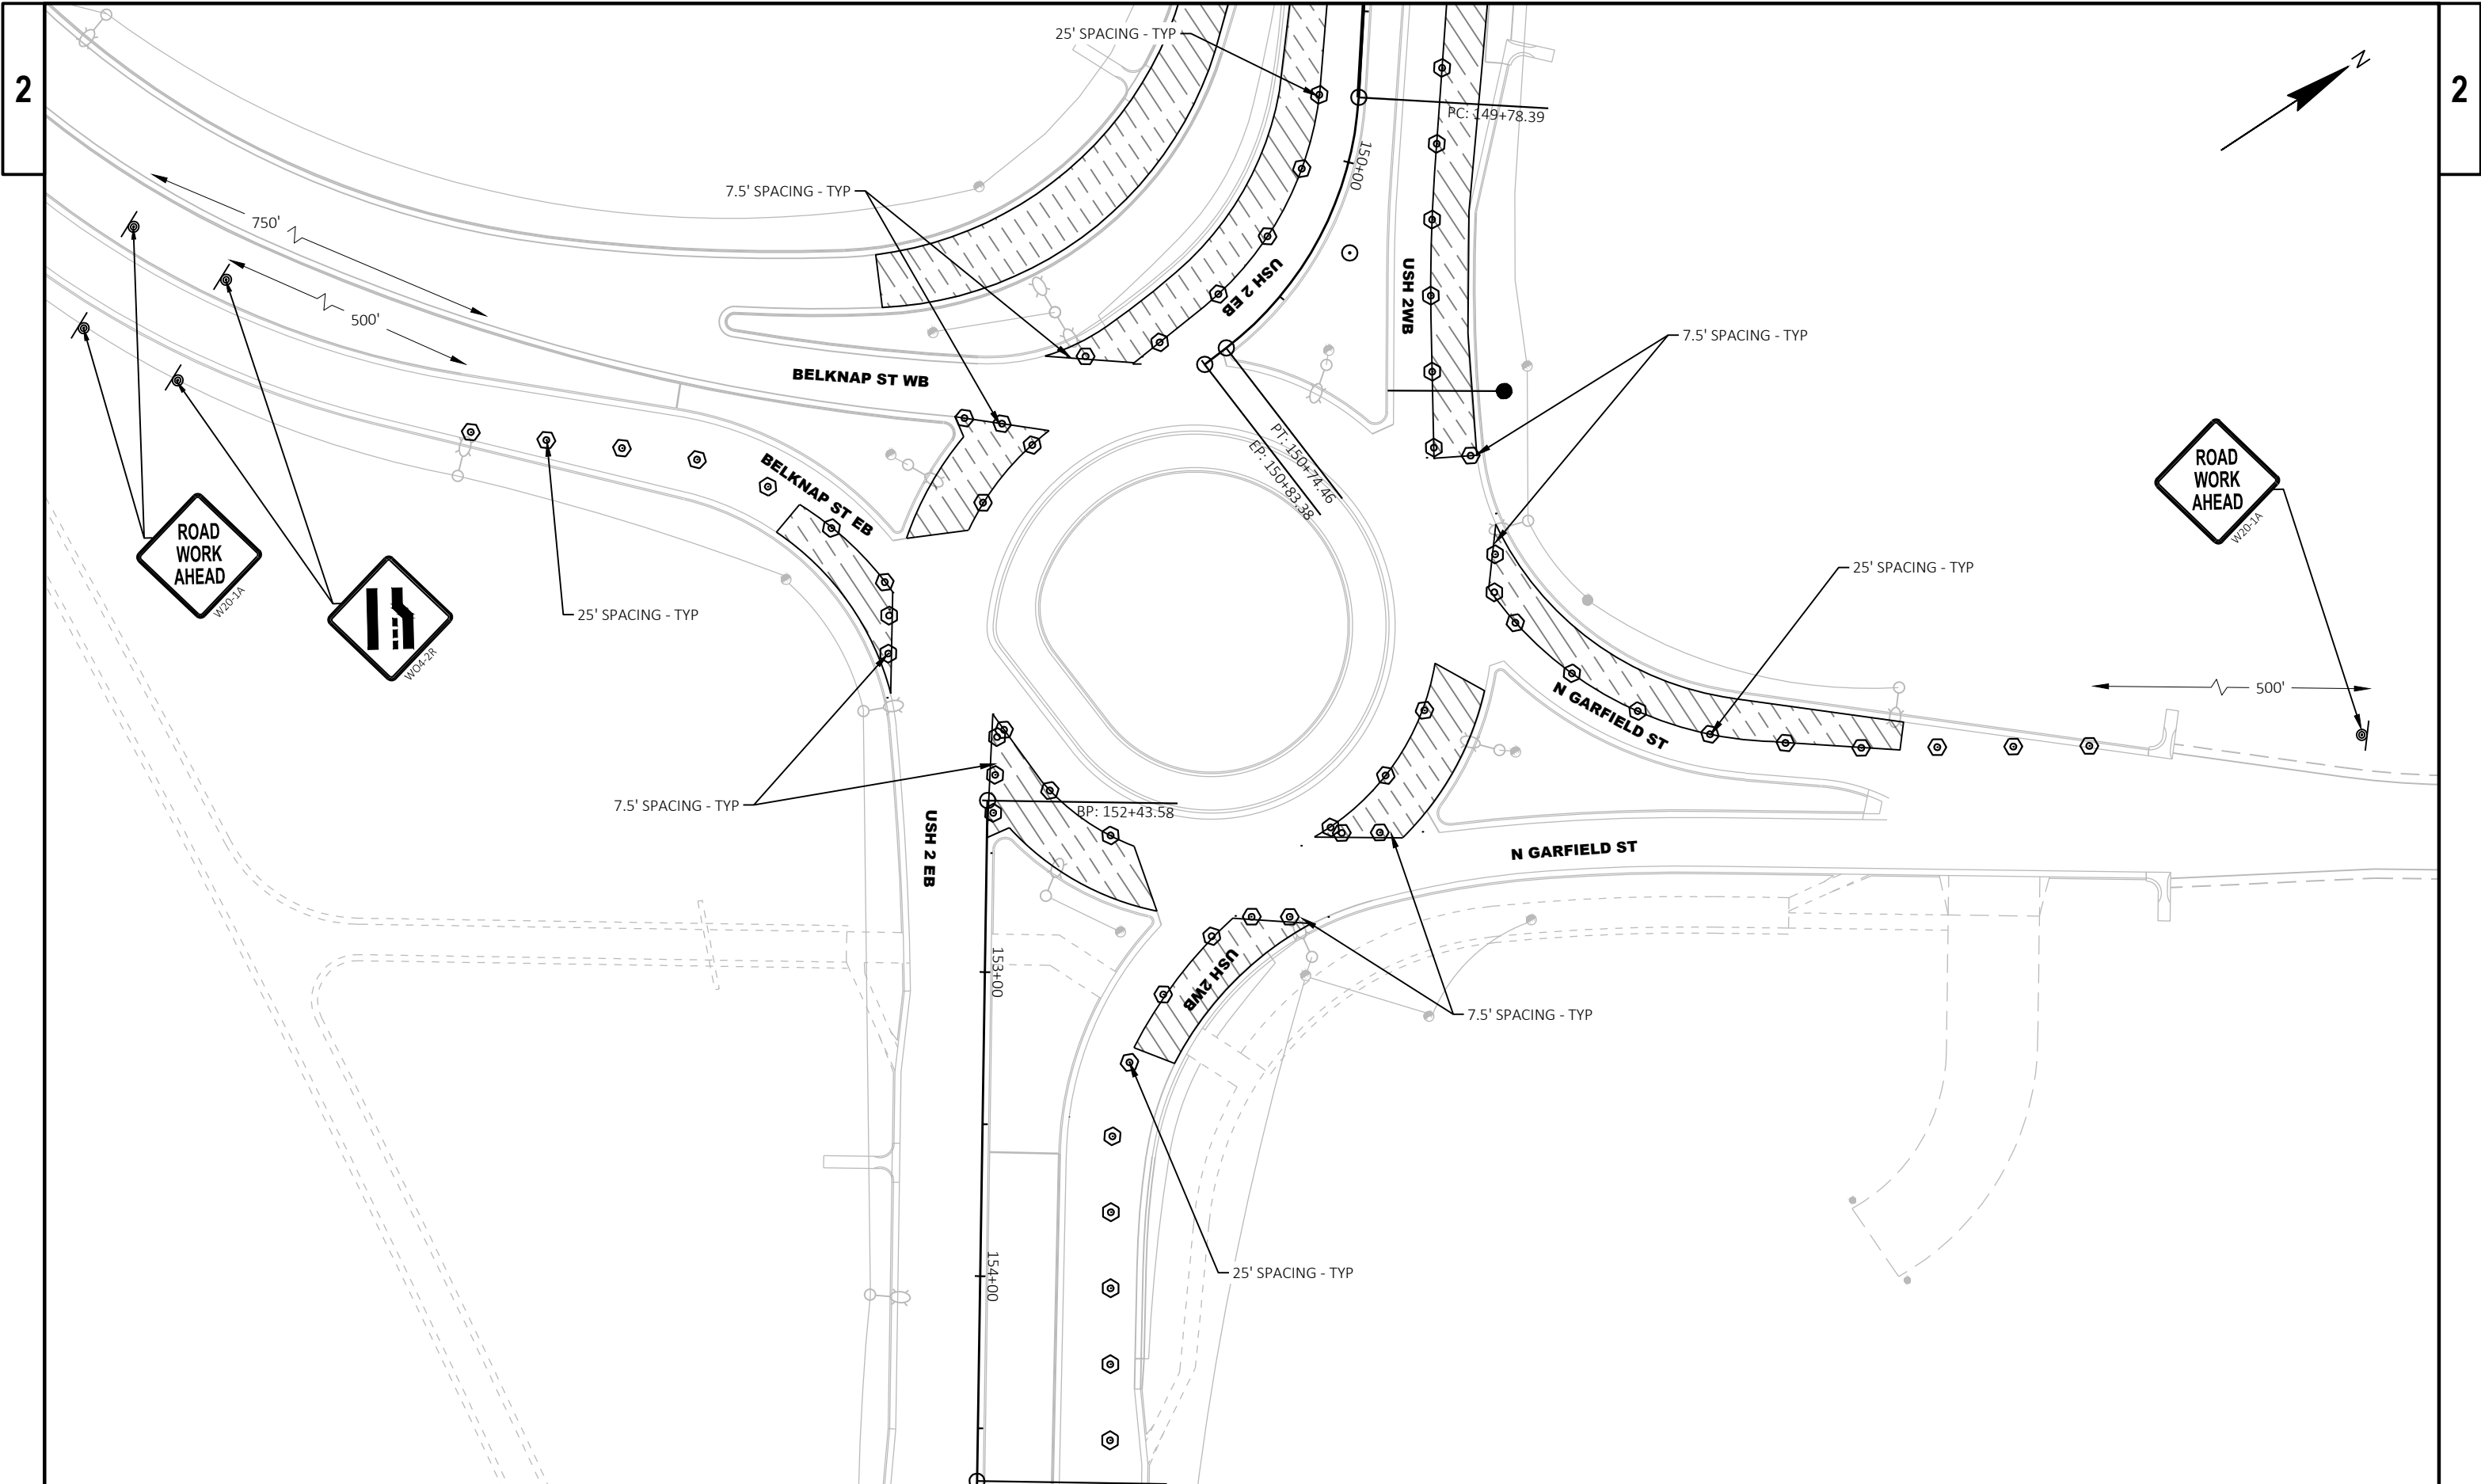 2
2
25' SPACING - TYP
N
PC: 149+78.39
150+00
7.5' SPACING - TYP
750'
500'
USH 2 EB
USH 2WB
7.5' SPACING - TYP
BELKNAP ST WB
PT: 150+74.46
EP: 150+83.38
BELKNAP ST EB
ROAD
WORK
AHEAD
W20-1A
ROAD
WORK
AHEAD
W20-1A
WO4-2R
25' SPACING - TYP
25' SPACING - TYP
N GARFIELD ST
500'
7.5' SPACING - TYP
BP: 152+43.58
USH 2 EB
N GARFIELD ST
153+00
USH 2WB
7.5' SPACING - TYP
154+00
25' SPACING - TYP